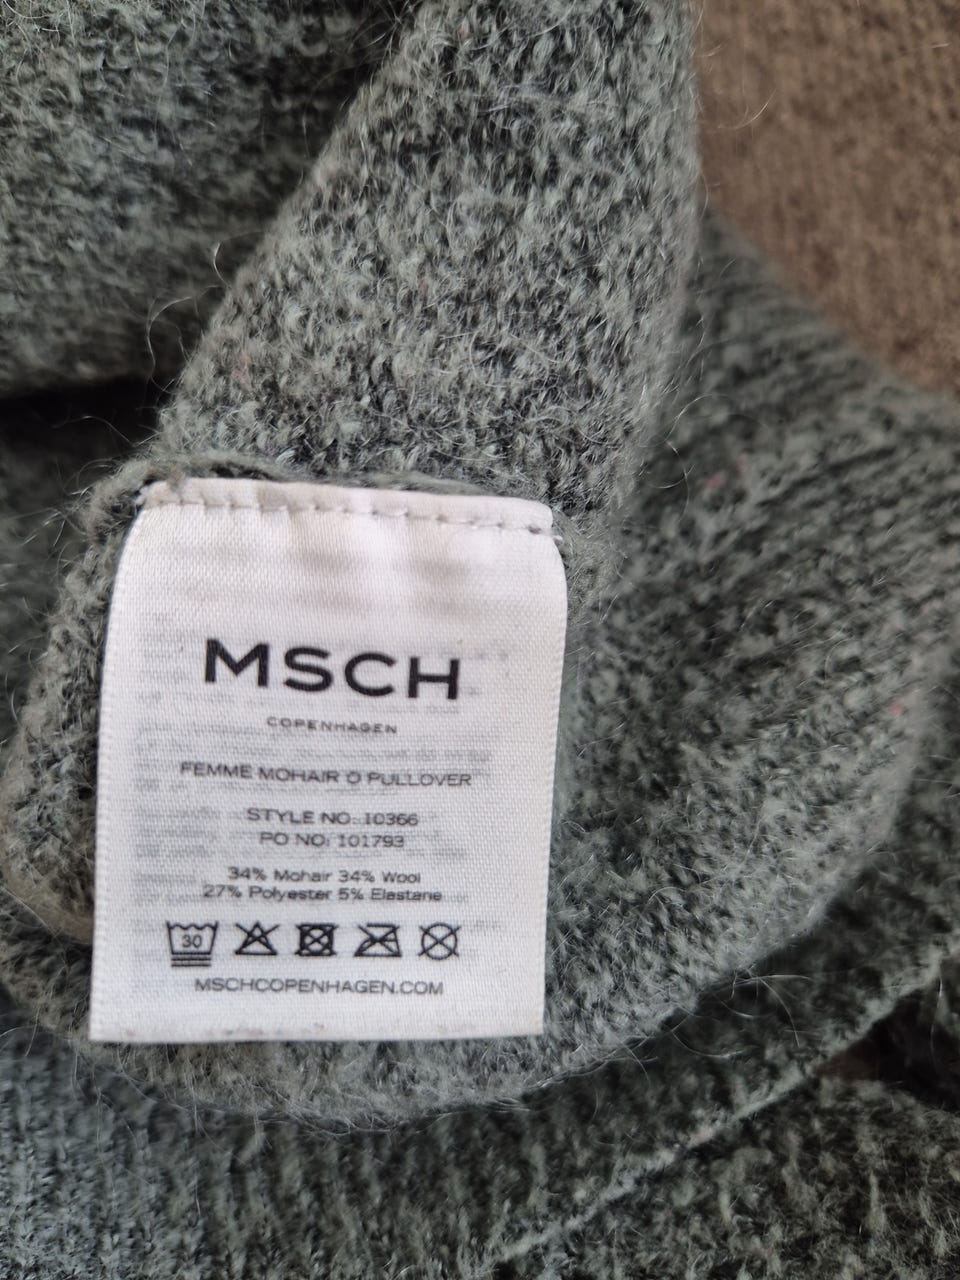 MSCH
COPENHAGEN
FEMME MOHAIR O PULLOVER
STYLE NO: 10366
PO NO: 101793
34% Mohair 34% Wool
27% Polyester 5% Elastane
30
MSCHCOPENHAGEN.COM